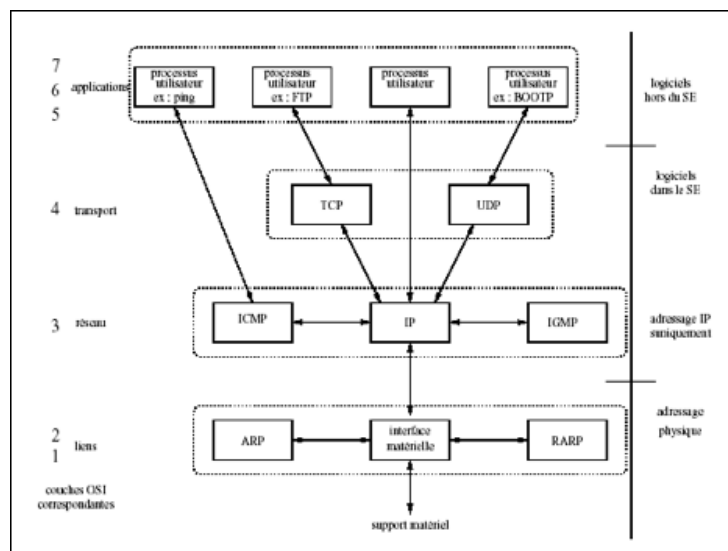 7
6
5
applications
processus
utilisateur
ex : ping
processus
utilisateur
ex : FTP
processus
utilisateur
processus
utilisateur
ex : BOOTP
logiciels
hors du SE
4
transport
TCP
UDP
logiciels
dans le SE
3
réseau
ICMP
IP
IGMP
adressage IP
suniquement
2
1
liens
ARP
interface
matérielle
RARP
adressage
physique
couches OSI
correspondantes
support matériel